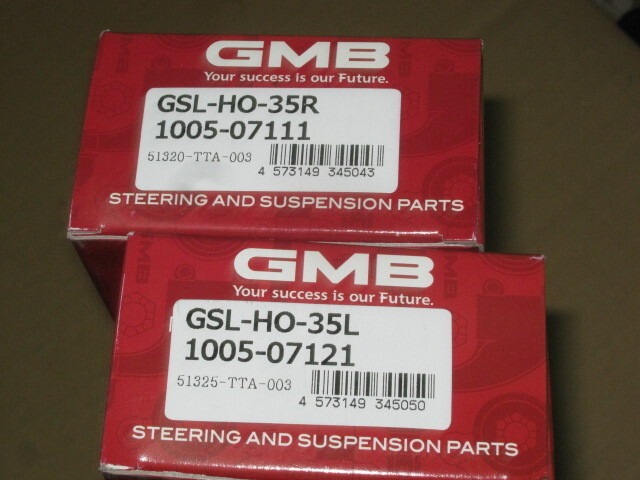 GMB
Your success is our Future.
GSL-HO-35R
1005-07111
51320-TTA-003
4 573149 345043
STEERING AND SUSPENSION PARTS
GMB
Your success is our Future.
GSL-HO-35L
1005-07121
51325-TTA-003
4 573149 345050
STEERING AND SUSPENSION PARTS
GMB